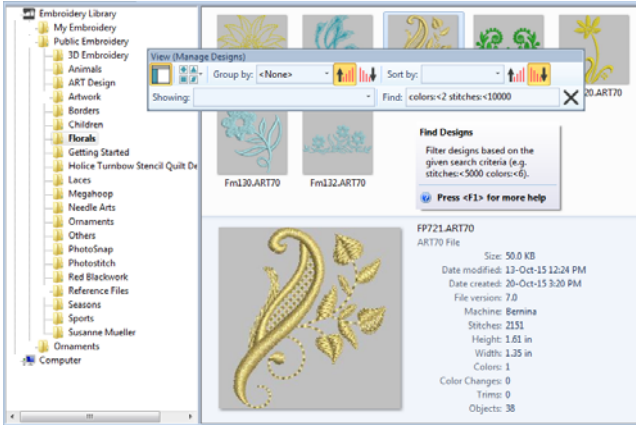 Embroidery Library
My Embroidery
Public Embroidery
3D Embroidery
Animals
ART Design
Artwork
Borders
Children
Florals
Getting Started
Holice Turnbow Stencil Quilt De
Laces
Megahoop
Needle Arts
Ornaments
Others
PhotoSnap
Photostitch
Red Blackwork
Reference Files
Seasons
Sports
Susanne Mueller
Ornaments
Computer
View (Manage Designs)
Group by: <None>
Sort by:
Showing:
Find: colors:<2 stitches:<10000
20.ART70
Fm130.ART70
Fm132.ART70
Find Designs
Filter designs based on the
given search criteria (e.g.
stitches:<5000 colors:<6).
Press <F1> for more help
FP721.ART70
ART70 File
Size: 50.0 KB
Date modified: 13-Oct-15 12:24 PM
Date created: 20-Oct-15 3:20 PM
File version: 7.0
Machine: Bernina
Stitches: 2151
Height: 1.61 in
Width: 1.35 in
Colors: 1
Color Changes: 0
Trims: 0
Objects: 38